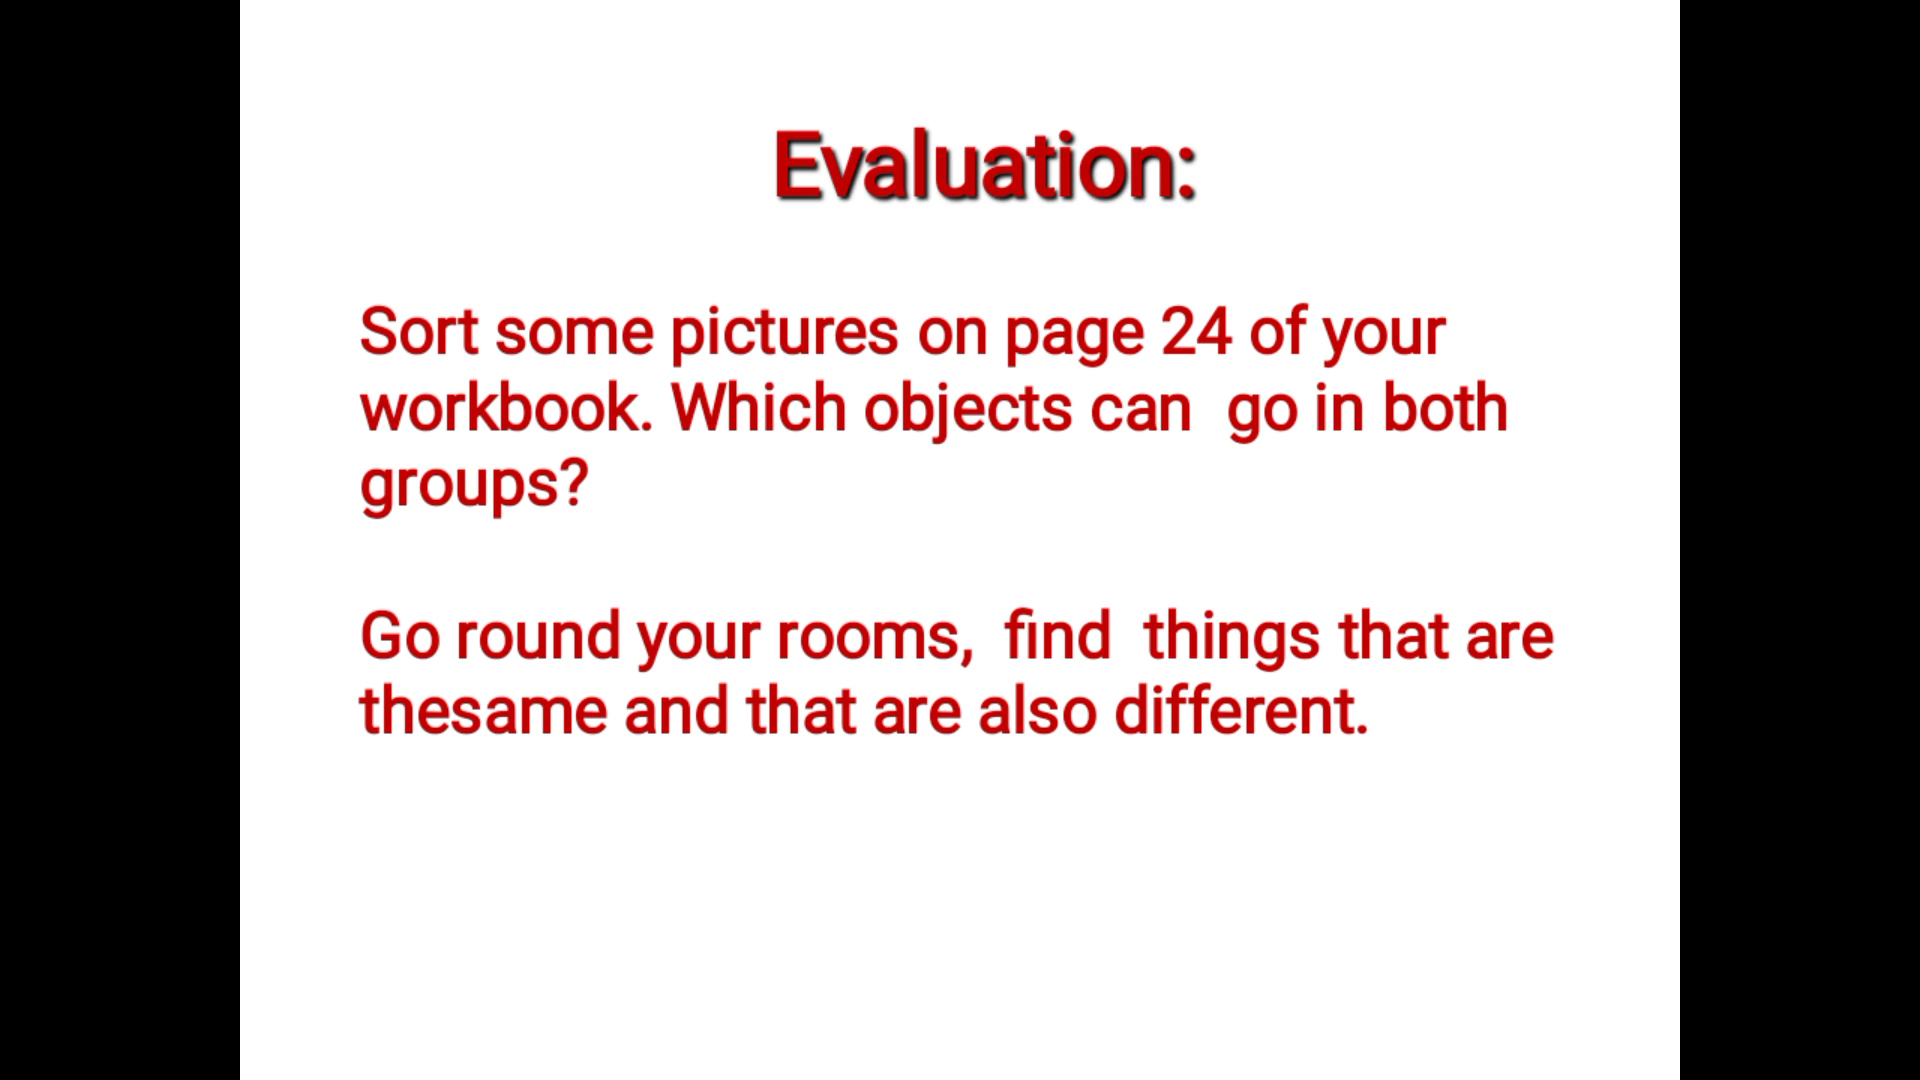 Evaluation:
Sort some pictures on page 24 of your
workbook. Which objects can  go in both
groups?
Go round your rooms,  find  things that are
thesame and that are also different.